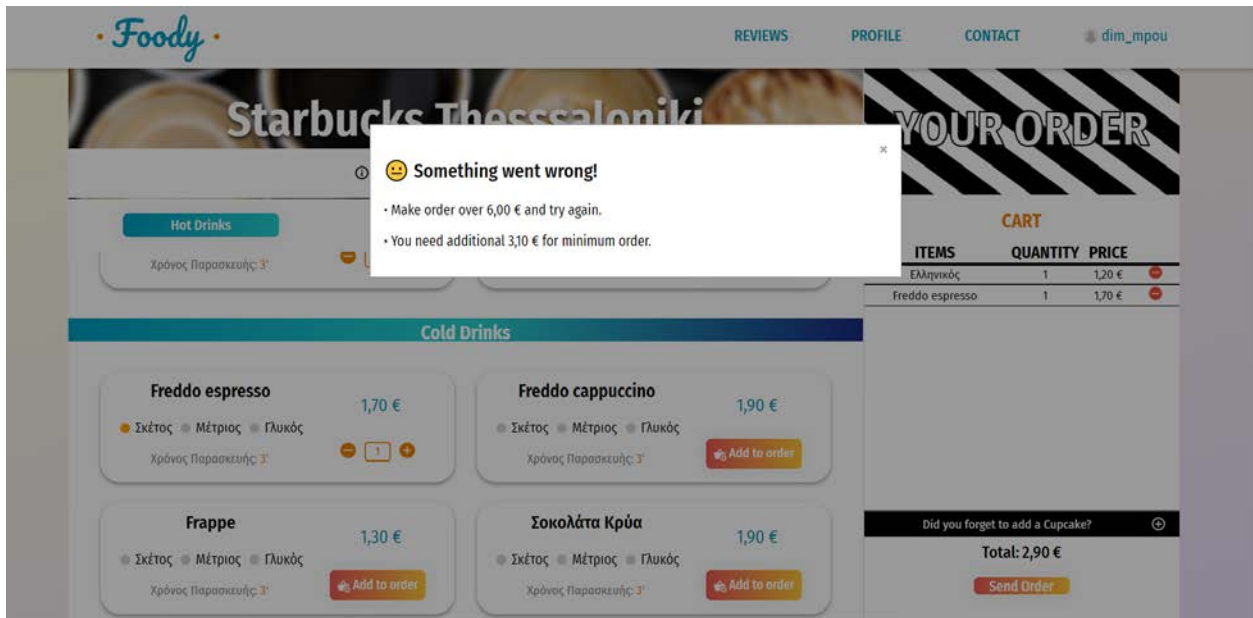 Foody
REVIEWS
PROFILE
CONTACT
dim_mpou
Starbucks Thesssaloniki
YOUR ORDER
Something went wrong!
• Make order over 6,00 € and try again.
• You need additional 3,10 € for minimum order.
×
Hot Drinks
Χρόνος Παρασκευής: 3'
CART
ITEMS QUANTITY PRICE
Ελληνικός 1 1,20 €
Freddo espresso 1 1,70 €
Cold Drinks
Freddo espresso
1,70 €
Σκέτος Μέτριος Γλυκός
Χρόνος Παρασκευής: 3'
1
Freddo cappuccino
1,90 €
Σκέτος Μέτριος Γλυκός
Χρόνος Παρασκευής: 3'
Add to order
Frappe
1,30 €
Σκέτος Μέτριος Γλυκός
Χρόνος Παρασκευής: 3'
Add to order
Σοκολάτα Κρύα
1,90 €
Σκέτος Μέτριος Γλυκός
Χρόνος Παρασκευής: 3'
Add to order
Did you forget to add a Cupcake?
Total: 2,90 €
Send Order